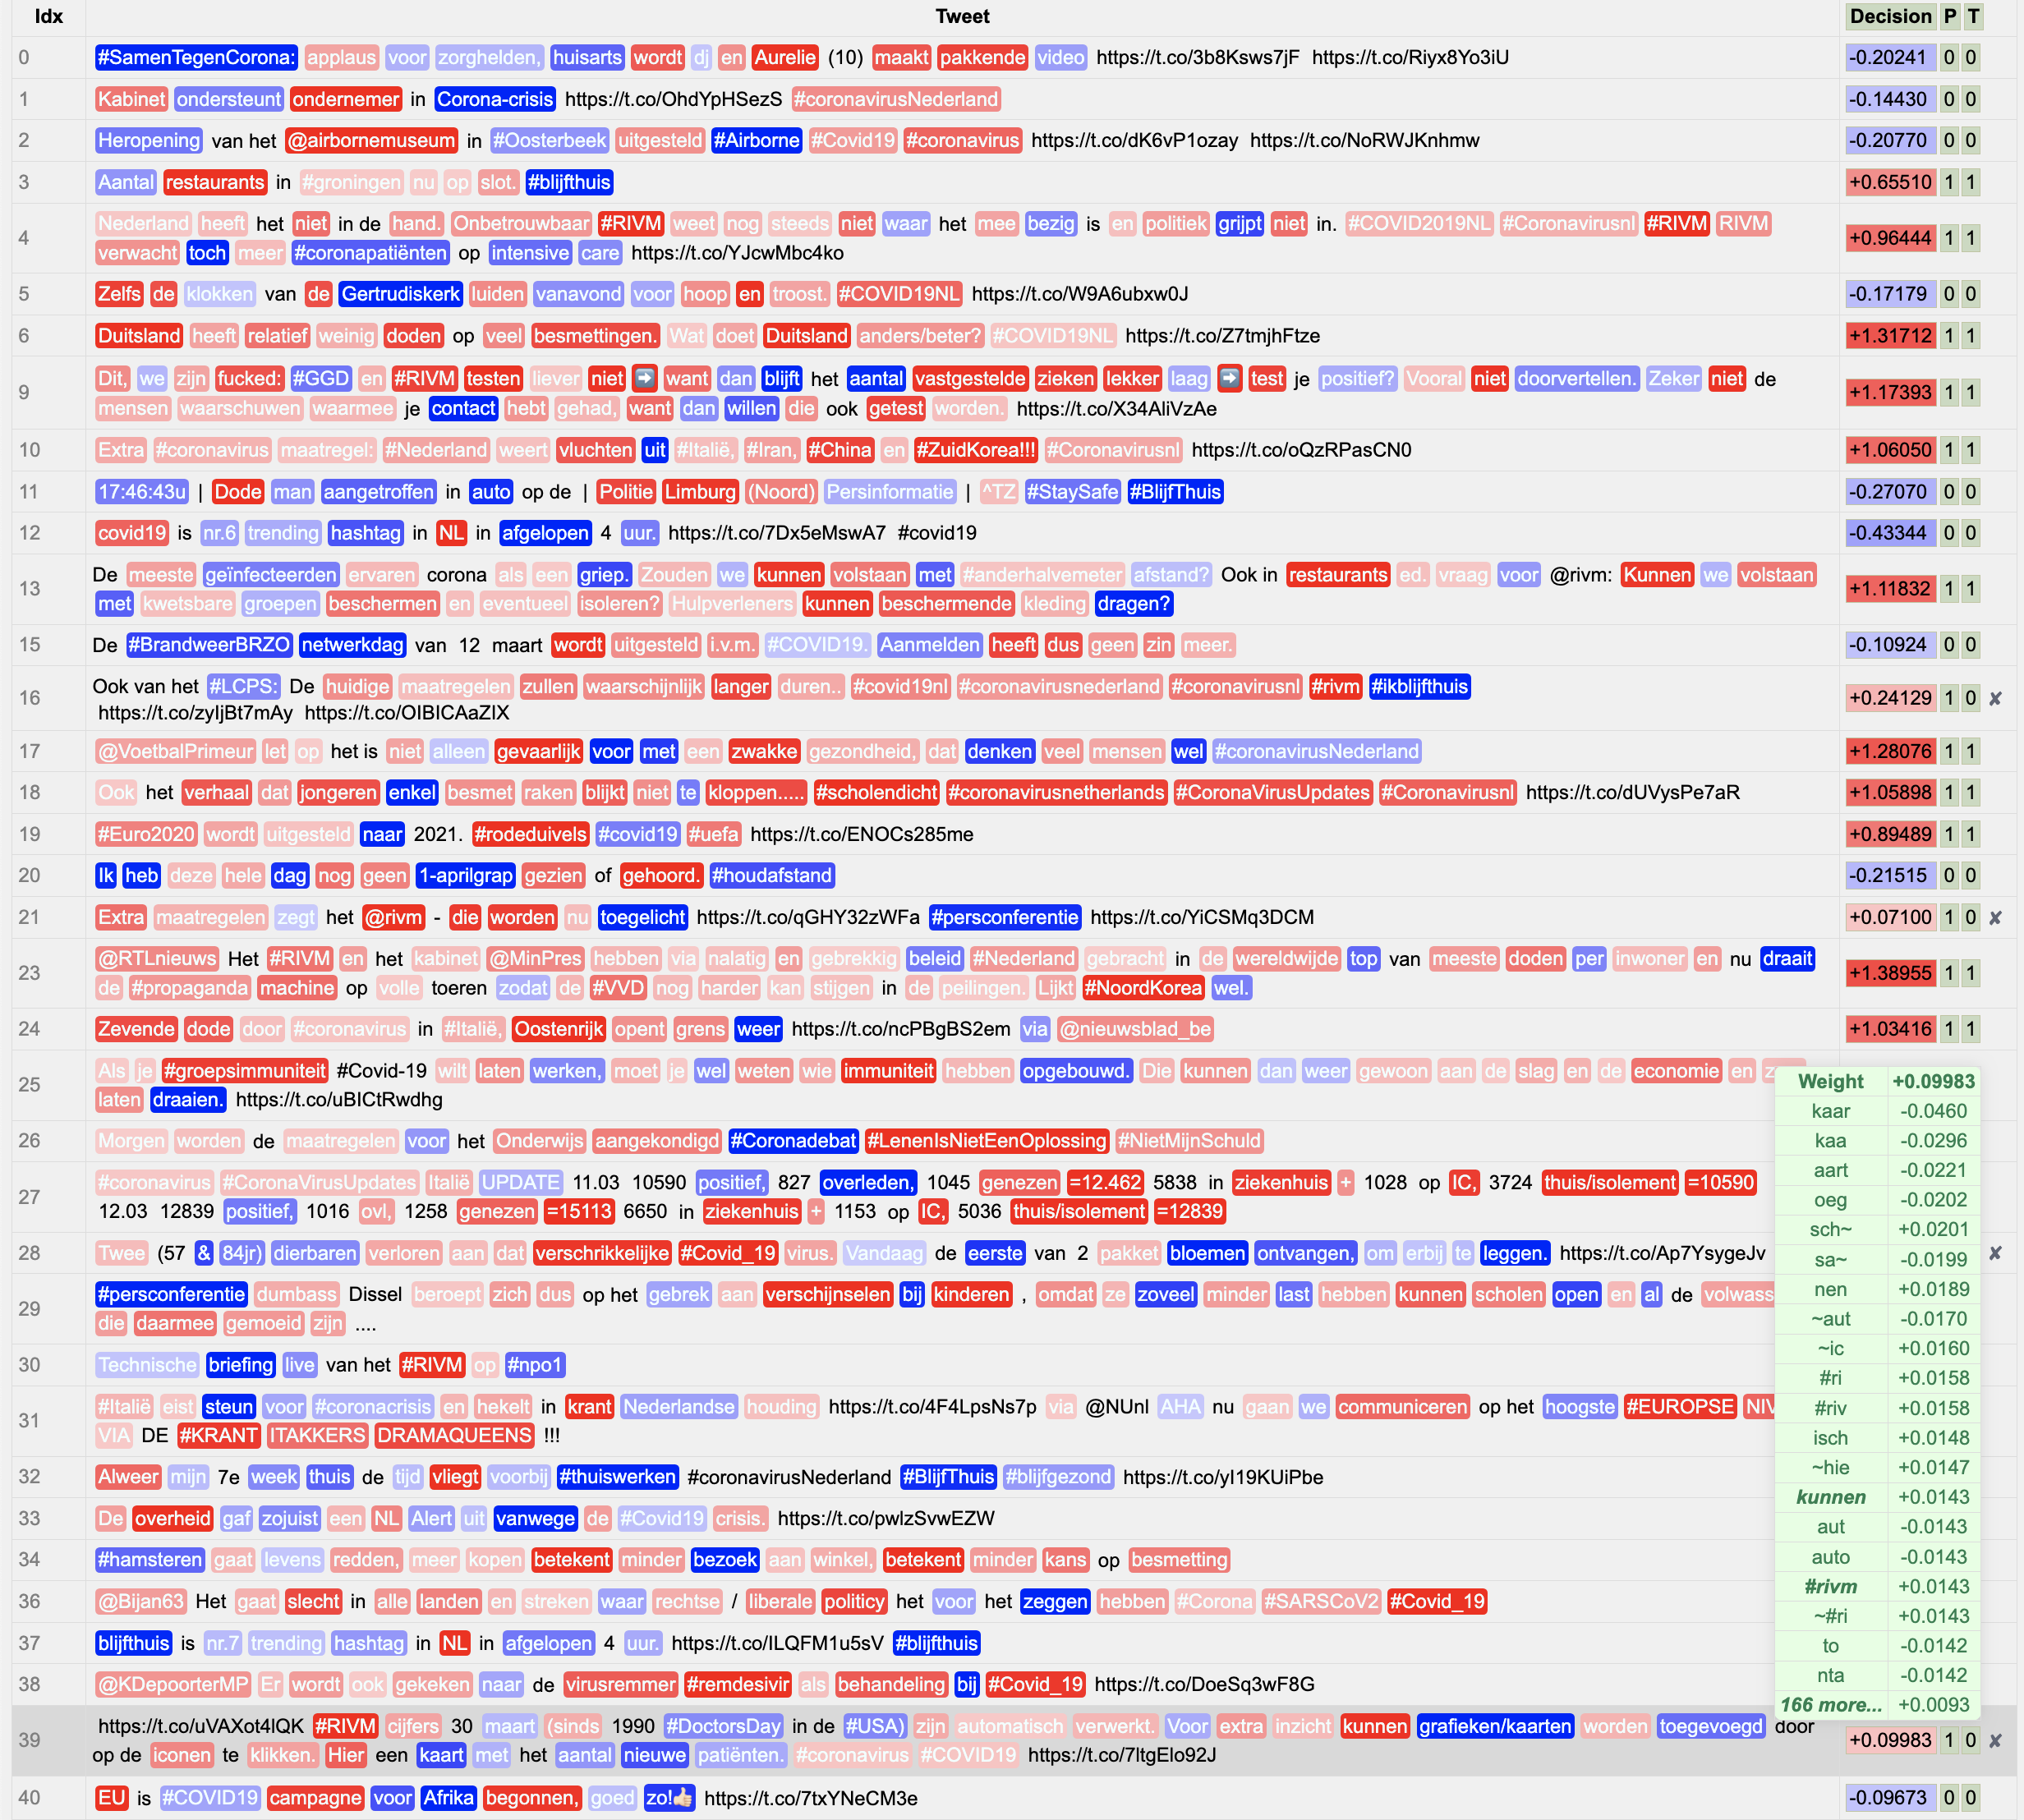 Idx Tweet Decision P T
0 #SamenTegenCorona: applaus voor zorghelden, huisarts wordt dj en Aurelie (10) maakt pakkende video https://t.co/3b8Ksws7jF https://t.co/Riyx8Yo3iU -0.20241 0 0
1 Kabinet ondersteunt ondernemer in Corona-crisis https://t.co/OhdYpHSezS #coronavirusNederland -0.14430 0 0
2 Heropening van het @airbornemuseum in #Oosterbeek uitgesteld #Airborne #Covid19 #coronavirus https://t.co/dK6vP1ozay https://t.co/NoRWJKnhmw -0.20770 0 0
3 Aantal restaurants in #groningen nu op slot. #blijfthuis +0.65510 1 1
4 Nederland heeft het niet in de hand. Onbetrouwbaar #RIVM weet nog steeds niet waar het mee bezig is en politiek grijpt niet in. #COVID2019NL #Coronavirusnl #RIVM RIVM
verwacht toch meer #coronapatiënten op intensive care https://t.co/YJcwMbc4ko +0.96444 1 1
5 Zelfs de klokken van de Gertrudiskerk luiden vanavond voor hoop en troost. #COVID19NL https://t.co/W9A6ubxw0J -0.17179 0 0
6 Duitsland heeft relatief weinig doden op veel besmettingen. Wat doet Duitsland anders/beter? #COVID19NL https://t.co/Z7tmjhFtze +1.31712 1 1
9 Dit, we zijn fucked: #GGD en #RIVM testen liever niet ➡ want dan blijft het aantal vastgestelde zieken lekker laag ➡ test je positief? Vooral niet doorvertellen. Zeker niet de
mensen waarschuwen waarmee je contact hebt gehad, want dan willen die ook getest worden. https://t.co/X34AliVzAe +1.17393 1 1
10 Extra #coronavirus maatregel: #Nederland weert vluchten uit #Italië, #Iran, #China en #ZuidKorea!!! #Coronavirusnl https://t.co/oQzRPasCN0 +1.06050 1 1
11 17:46:43u | Dode man aangetroffen in auto op de | Politie Limburg (Noord) Persinformatie | ^TZ #StaySafe #BlijfThuis -0.27070 0 0
12 covid19 is nr.6 trending hashtag in NL in afgelopen 4 uur. https://t.co/7Dx5eMswA7 #covid19 -0.43344 0 0
13 De meeste geïnfecteerden ervaren corona als een griep. Zouden we kunnen volstaan met #anderhalvemeter afstand? Ook in restaurants ed. vraag voor @rivm: Kunnen we volstaan
met kwetsbare groepen beschermen en eventueel isoleren? Hulpverleners kunnen beschermende kleding dragen? +1.11832 1 1
15 De #BrandweerBRZO netwerkdag van 12 maart wordt uitgesteld i.v.m. #COVID19. Aanmelden heeft dus geen zin meer. -0.10924 0 0
16 Ook van het #LCPS: De huidige maatregelen zullen waarschijnlijk langer duren.. #covid19nl #coronavirusnederland #coronavirusnl #rivm #ikblijfthuis
https://t.co/zyIjBt7mAy https://t.co/OIBICAaZIX +0.24129 1 0 ✘
17 @VoetbalPrimeur let op het is niet alleen gevaarlijk voor met een zwakke gezondheid, dat denken veel mensen wel #coronavirusNederland +1.28076 1 1
18 Ook het verhaal dat jongeren enkel besmet raken blijkt niet te kloppen..... #scholendicht #coronavirusnetherlands #CoronaVirusUpdates #Coronavirusnl https://t.co/dUVysPe7aR +1.05898 1 1
19 #Euro2020 wordt uitgesteld naar 2021. #rodeduivels #covid19 #uefa https://t.co/ENOCs285me +0.89489 1 1
20 Ik heb deze hele dag nog geen 1-aprilgrap gezien of gehoord. #houdafstand -0.21515 0 0
21 Extra maatregelen zegt het @rivm - die worden nu toegelicht https://t.co/qGHY32zWFa #persconferentie https://t.co/YiCSMq3DCM +0.07100 1 0 ✘
23 @RTLnieuws Het #RIVM en het kabinet @MinPres hebben via nalatig en gebrekkig beleid #Nederland gebracht in de wereldwijde top van meeste doden per inwoner en nu draait
de #propaganda machine op volle toeren zodat de #VVD nog harder kan stijgen in de peilingen. Lijkt #NoordKorea wel. +1.38955 1 1
24 Zevende dode door #coronavirus in #Italië, Oostenrijk opent grens weer https://t.co/ncPBgBS2em via @nieuwsblad_be +1.03416 1 1
25 Als je #groepsimmuniteit #Covid-19 wilt laten werken, moet je wel weten wie immuniteit hebben opgebouwd. Die kunnen dan weer gewoon aan de slag en de economie en
laten draaien. https://t.co/uBICtRwdhg
26 Morgen worden de maatregelen voor het Onderwijs aangekondigd #Coronadebat #LenenIsNietEenOplossing #NietMijnSchuld
27 #coronavirus #CoronaVirusUpdates Italië UPDATE 11.03 10590 positief, 827 overleden, 1045 genezen =12.462 5838 in ziekenhuis + 1028 op IC, 3724 thuis/isolement =10590
12.03 12839 positief, 1016 ovl, 1258 genezen =15113 6650 in ziekenhuis + 1153 op IC, 5036 thuis/isolement =12839
28 Twee (57 & 84jr) dierbaren verloren aan dat verschrikkelijke #Covid_19 virus. Vandaag de eerste van 2 pakket bloemen ontvangen, om erbij te leggen. https://t.co/Ap7YsygeJv ✘
29 #persconferentie dumbass Dissel beroept zich dus op het gebrek aan verschijnselen bij kinderen , omdat ze zoveel minder last hebben kunnen scholen open en al de volwass
die daarmee gemoeid zijn ....
30 Technische briefing live van het #RIVM op #npo1
31 #Italië eist steun voor #coronacrisis en hekelt in krant Nederlandse houding https://t.co/4F4LpsNs7p via @NUnl AHA nu gaan we communiceren op het hoogste #EUROPSE NIV
VIA DE #KRANT ITAKKERS DRAMAQUEENS !!!
32 Alweer mijn 7e week thuis de tijd vliegt voorbij #thuiswerken #coronavirusNederland #BlijfThuis #blijfgezond https://t.co/yI19KUiPbe
33 De overheid gaf zojuist een NL Alert uit vanwege de #Covid19 crisis. https://t.co/pwlzSvwEZW
34 #hamsteren gaat levens redden, meer kopen betekent minder bezoek aan winkel, betekent minder kans op besmetting
36 @Bijan63 Het gaat slecht in alle landen en streken waar rechtse / liberale politicy het voor het zeggen hebben #Corona #SARSCoV2 #Covid_19
37 blijfthuis is nr.7 trending hashtag in NL in afgelopen 4 uur. https://t.co/ILQFM1u5sV #blijfthuis
38 @KDepoorterMP Er wordt ook gekeken naar de virusremmer #remdesivir als behandeling bij #Covid_19 https://t.co/DoeSq3wF8G
39 https://t.co/uVAXot4lQK #RIVM cijfers 30 maart (sinds 1990 #DoctorsDay in de #USA) zijn automatisch verwerkt. Voor extra inzicht kunnen grafieken/kaarten worden toegevoegd door
op de iconen te klikken. Hier een kaart met het aantal nieuwe patiënten. #coronavirus #COVID19 https://t.co/7ltgElo92J +0.09983 1 0 ✘
40 EU is #COVID19 campagne voor Afrika begonnen, goed zo!👍 https://t.co/7txYNeCM3e -0.09673 0 0
Weight +0.09983
kaar -0.0460
kaa -0.0296
aart -0.0221
oeg -0.0202
sch~ +0.0201
sa~ -0.0199
nen +0.0189
~aut -0.0170
~ic +0.0160
#ri +0.0158
#riv +0.0158
isch +0.0148
~hie +0.0147
kunnen +0.0143
aut -0.0143
auto -0.0143
#rivm +0.0143
~#ri +0.0143
to -0.0142
nta -0.0142
166 more... +0.0093